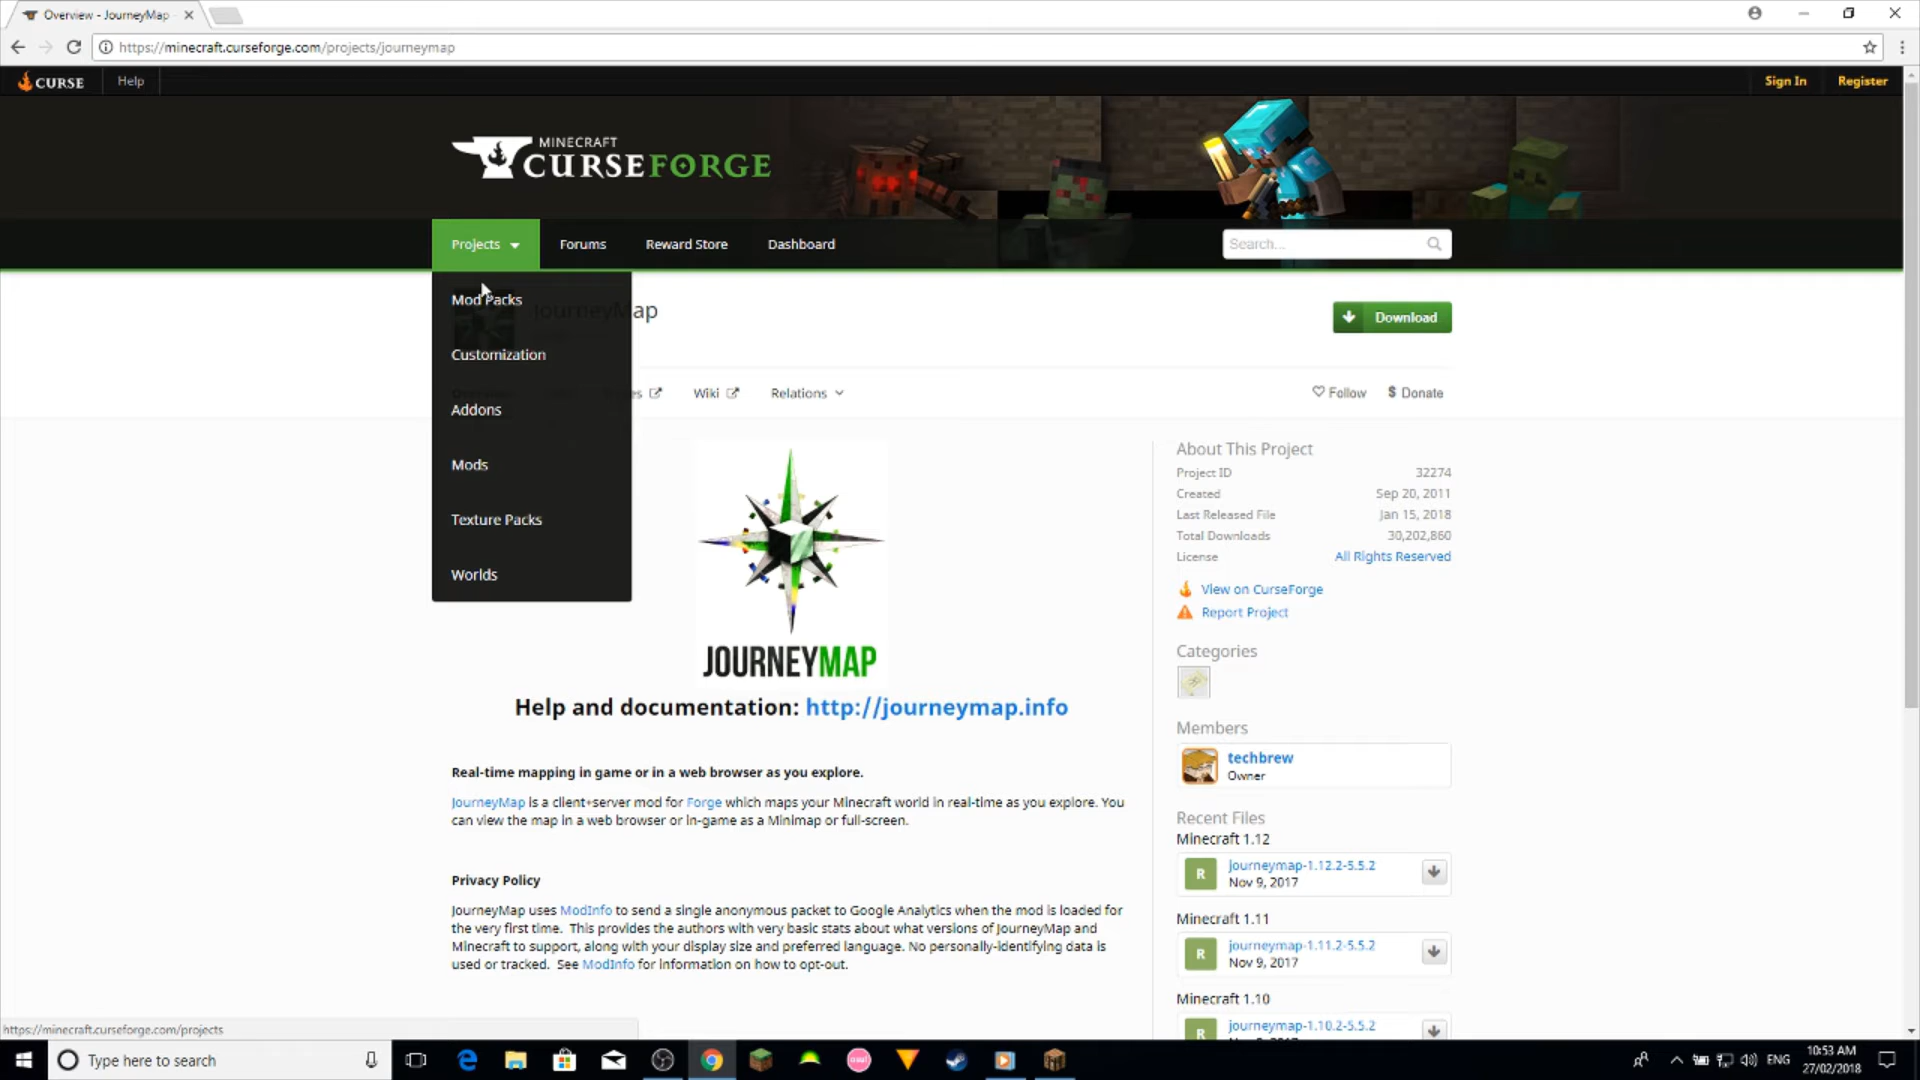 Overview - JourneyMap
https://minecraft.curseforge.com/projects/journeymap
CURSE
Help
Sign In
Register
MINECRAFT
CURSEFORGE
Projects
Forums
Reward Store
Dashboard
Search...
Mod Packs
Customization
Addons
Mods
Texture Packs
Worlds
JourneyMap
Download
Wiki
Relations
Follow
$ Donate
JOURNEYMAP
Help and documentation: http://journeymap.info
Real-time mapping in game or in a web browser as you explore.
JourneyMap is a client+server mod for Forge which maps your Minecraft world in real-time as you explore. You
can view the map in a web browser or in-game as a Minimap or full-screen.
Privacy Policy
JourneyMap uses ModInfo to send a single anonymous packet to Google Analytics when the mod is loaded for
the very first time. This provides the authors with very basic stats about what versions of JourneyMap and
Minecraft to support, along with your display size and preferred language. No personally-identifying data is
used or tracked. See ModInfo for information on how to opt-out.
About This Project
Project ID 32274
Created Sep 20, 2011
Last Released File Jan 15, 2018
Total Downloads 30,202,860
License All Rights Reserved
View on CurseForge
Report Project
Categories
Members
techbrew
Owner
Recent Files
Minecraft 1.12
R
journeymap-1.12.2-5.5.2
Nov 9, 2017
Minecraft 1.11
R
journeymap-1.11.2-5.5.2
Nov 9, 2017
Minecraft 1.10
R
journeymap-1.10.2-5.5.2
https://minecraft.curseforge.com/projects
Type here to search
osu!
ENG
10:53 AM
27/02/2018